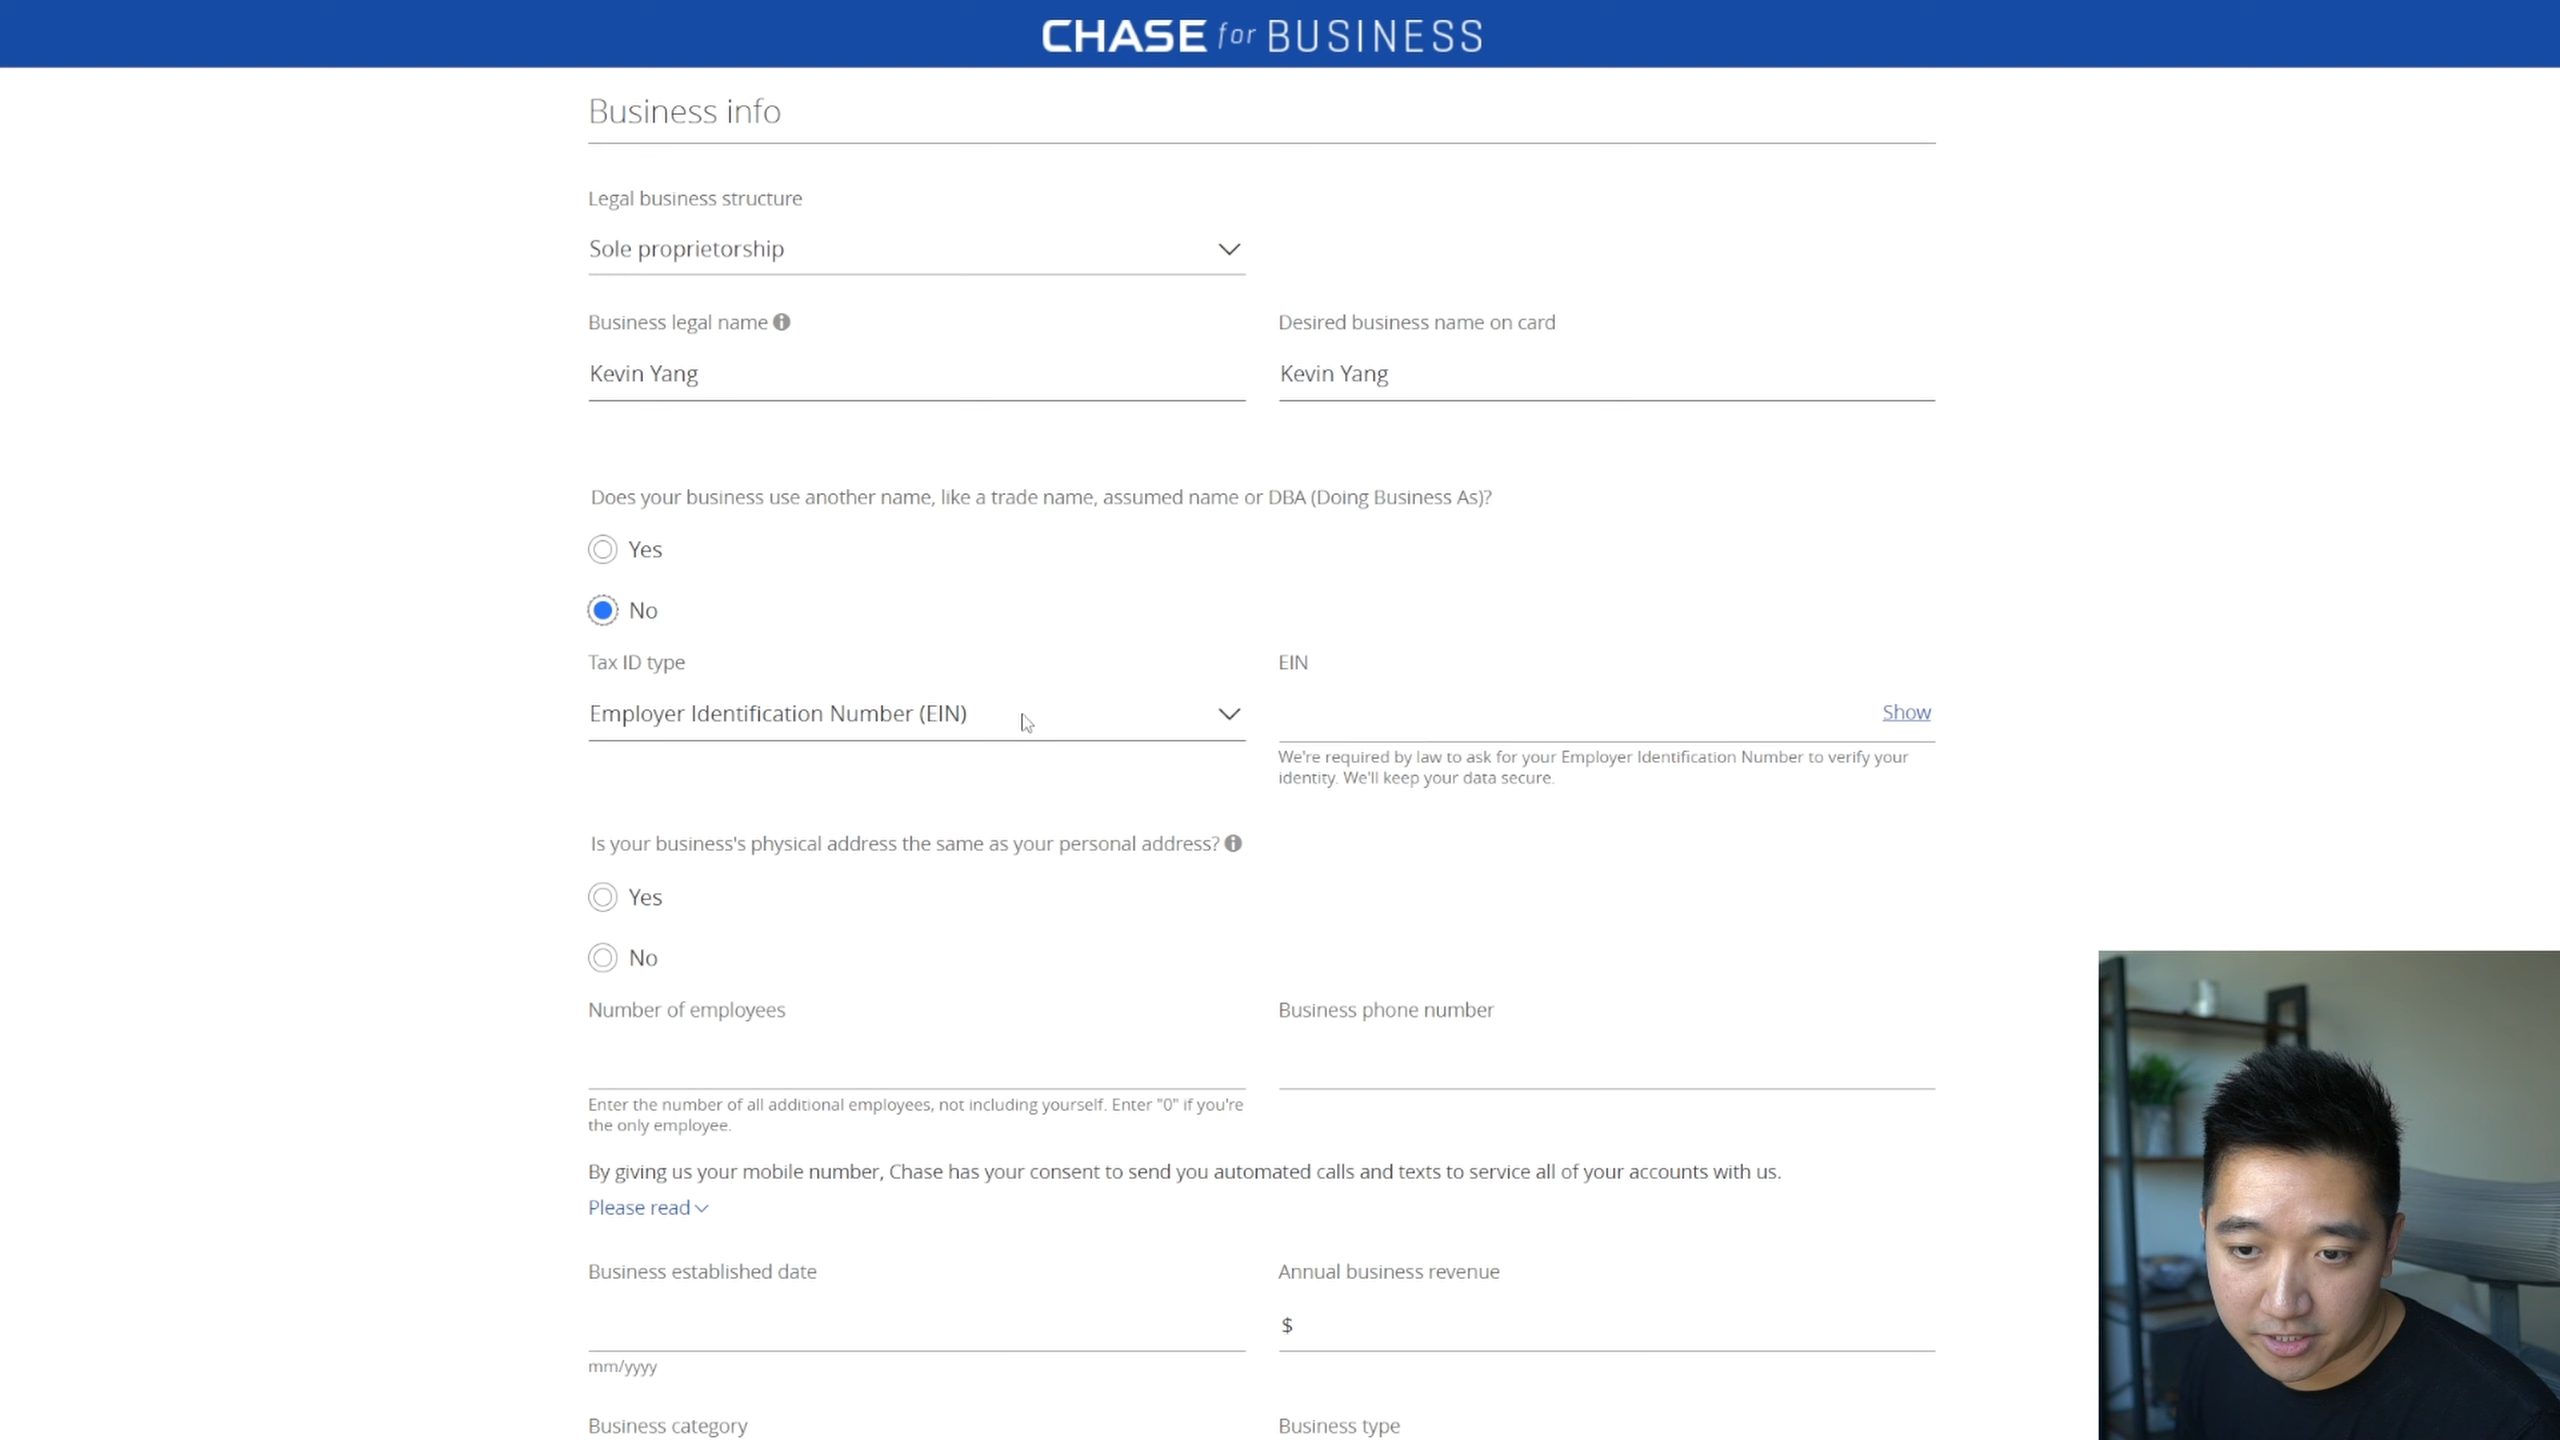 CHASE for BUSINESS
Business info
Legal business structure
Sole proprietorship
Business legal name
Desired business name on card
Kevin Yang
Kevin Yang
Does your business use another name, like a trade name, assumed name or DBA (Doing Business As)?
Yes
No
Tax ID type
EIN
Employer Identification Number (EIN)
Show
We're required by law to ask for your Employer Identification Number to verify your
identity. We'll keep your data secure.
Is your business's physical address the same as your personal address?
Yes
No
Number of employees
Business phone number
Enter the number of all additional employees, not including yourself. Enter "0" if you're
the only employee.
By giving us your mobile number, Chase has your consent to send you automated calls and texts to service all of your accounts with us.
Please read
Business established date
Annual business revenue
$
mm/yyyy
Business category
Business type